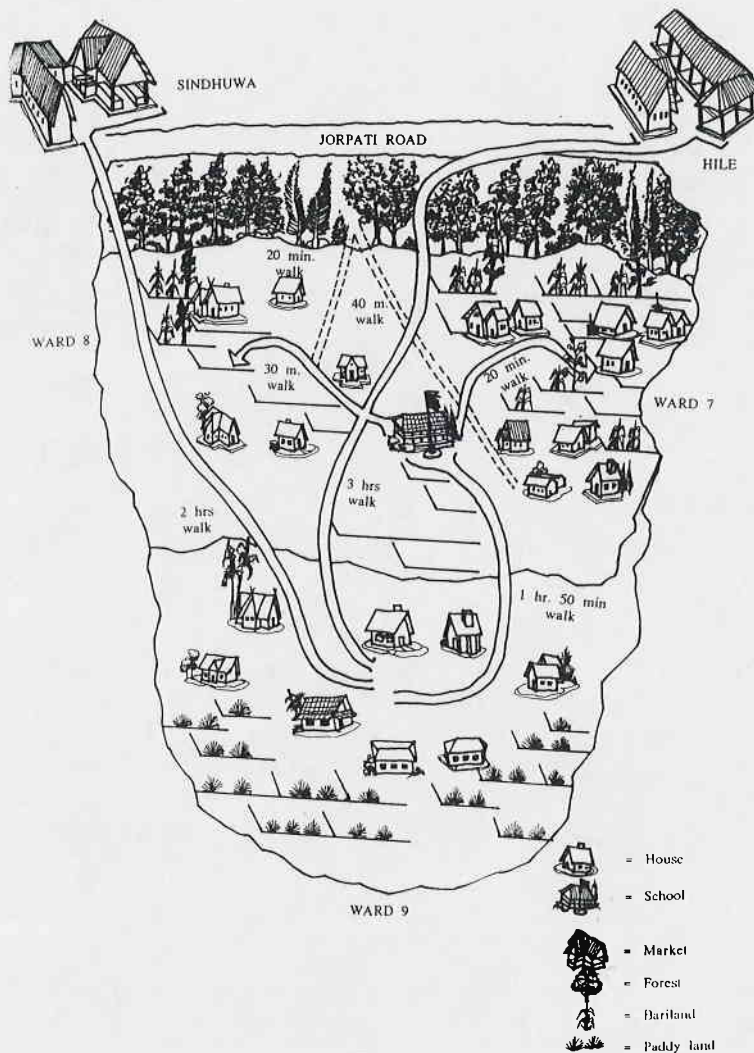 SINDHUWA
JORPATI ROAD
HILE
20 min.
walk
40 m.
walk
WARD 8
30 m.
walk
20 min.
walk
WARD 7
2 hrs
walk
3 hrs
walk
1 hr. 50 min
walk
WARD 9
= House
= School
= Market
= Forest
= Bariland
= Paddy land